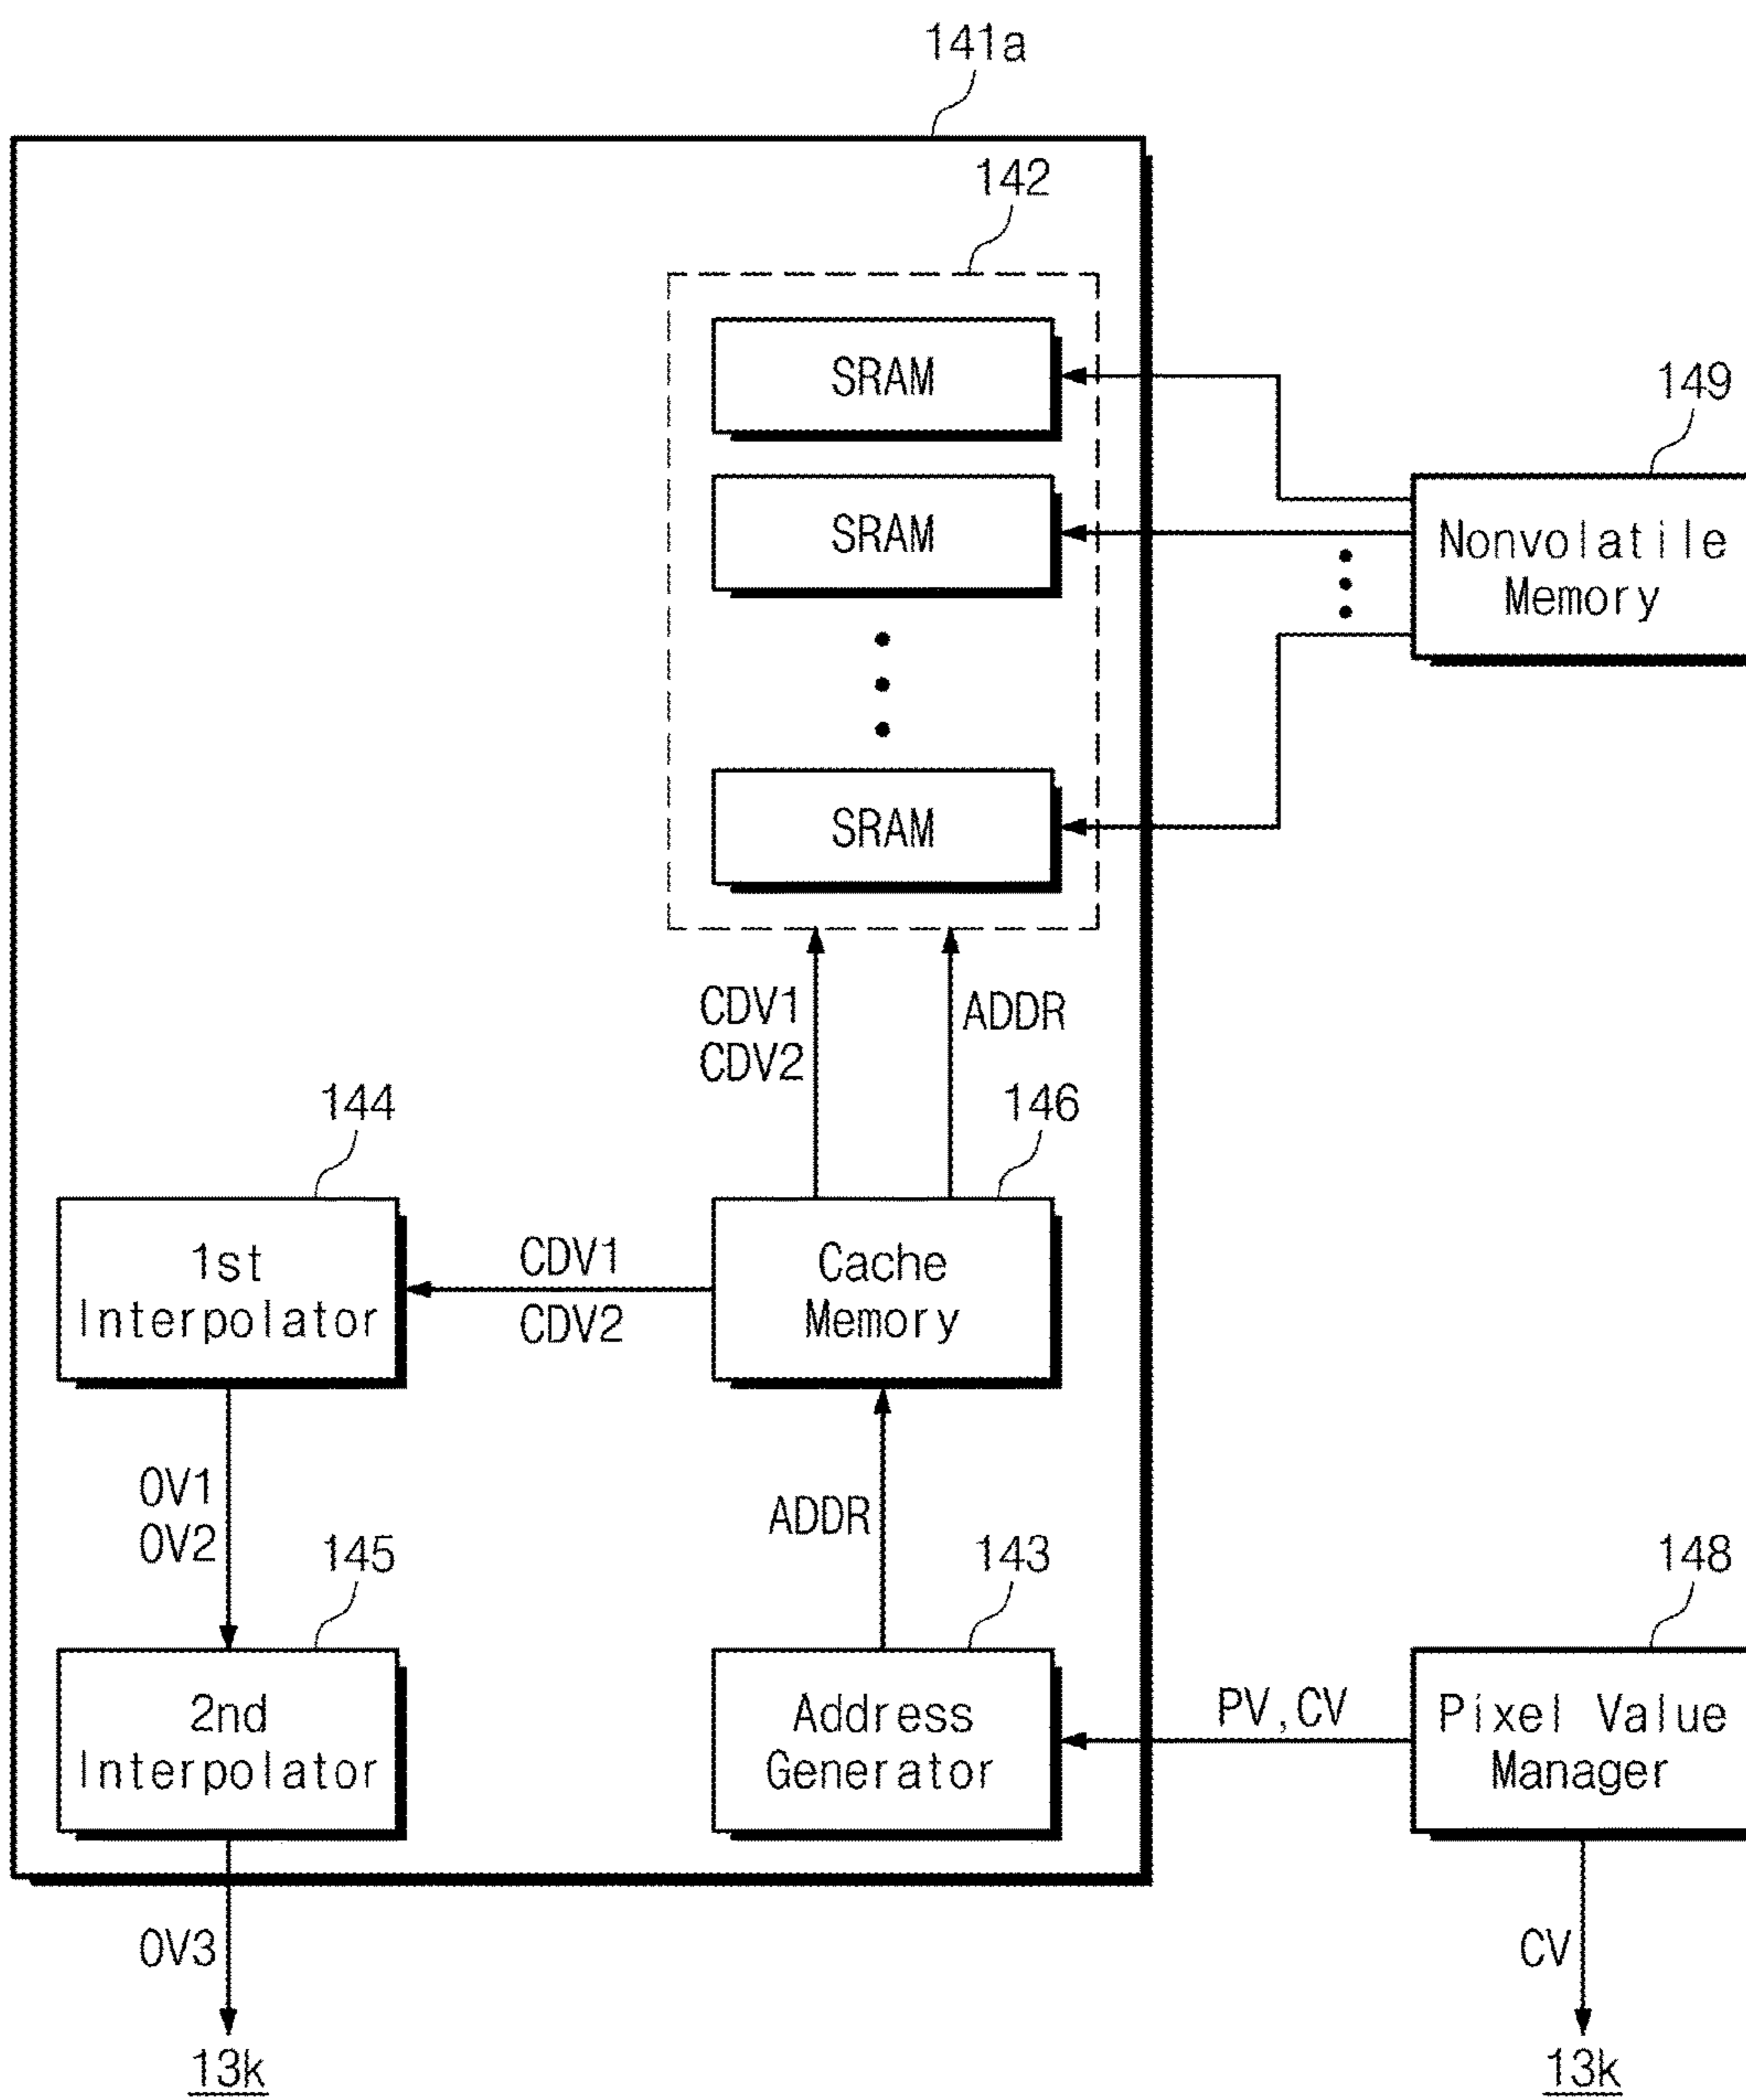 141a
142
SRAM
149
SRAM
Nonvolatile
Memory
SRAM
CDV1
CDV2
ADDR
144
146
1st
Interpolator
CDV1
CDV2
Cache
Memory
OV1
OV2
ADDR
145
143
148
2nd
Interpolator
Address
Generator
PV,CV
Pixel Value
Manager
OV3
CV
13k
13k